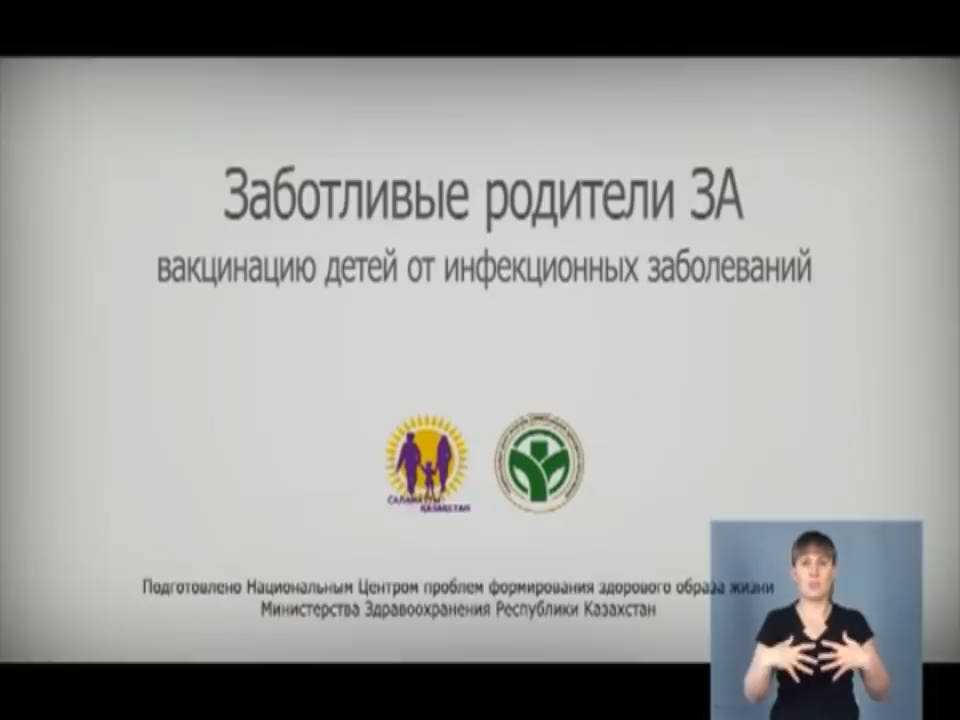 Заботливые родители ЗА
вакцинацию детей от инфекционных заболеваний
САЛАМАТТЫ
ҚАЗАҚСТАН
Подготовлено Национальным Центром проблем формирования здорового образа жизни
Министерства Здравоохранения Республики Казахстан